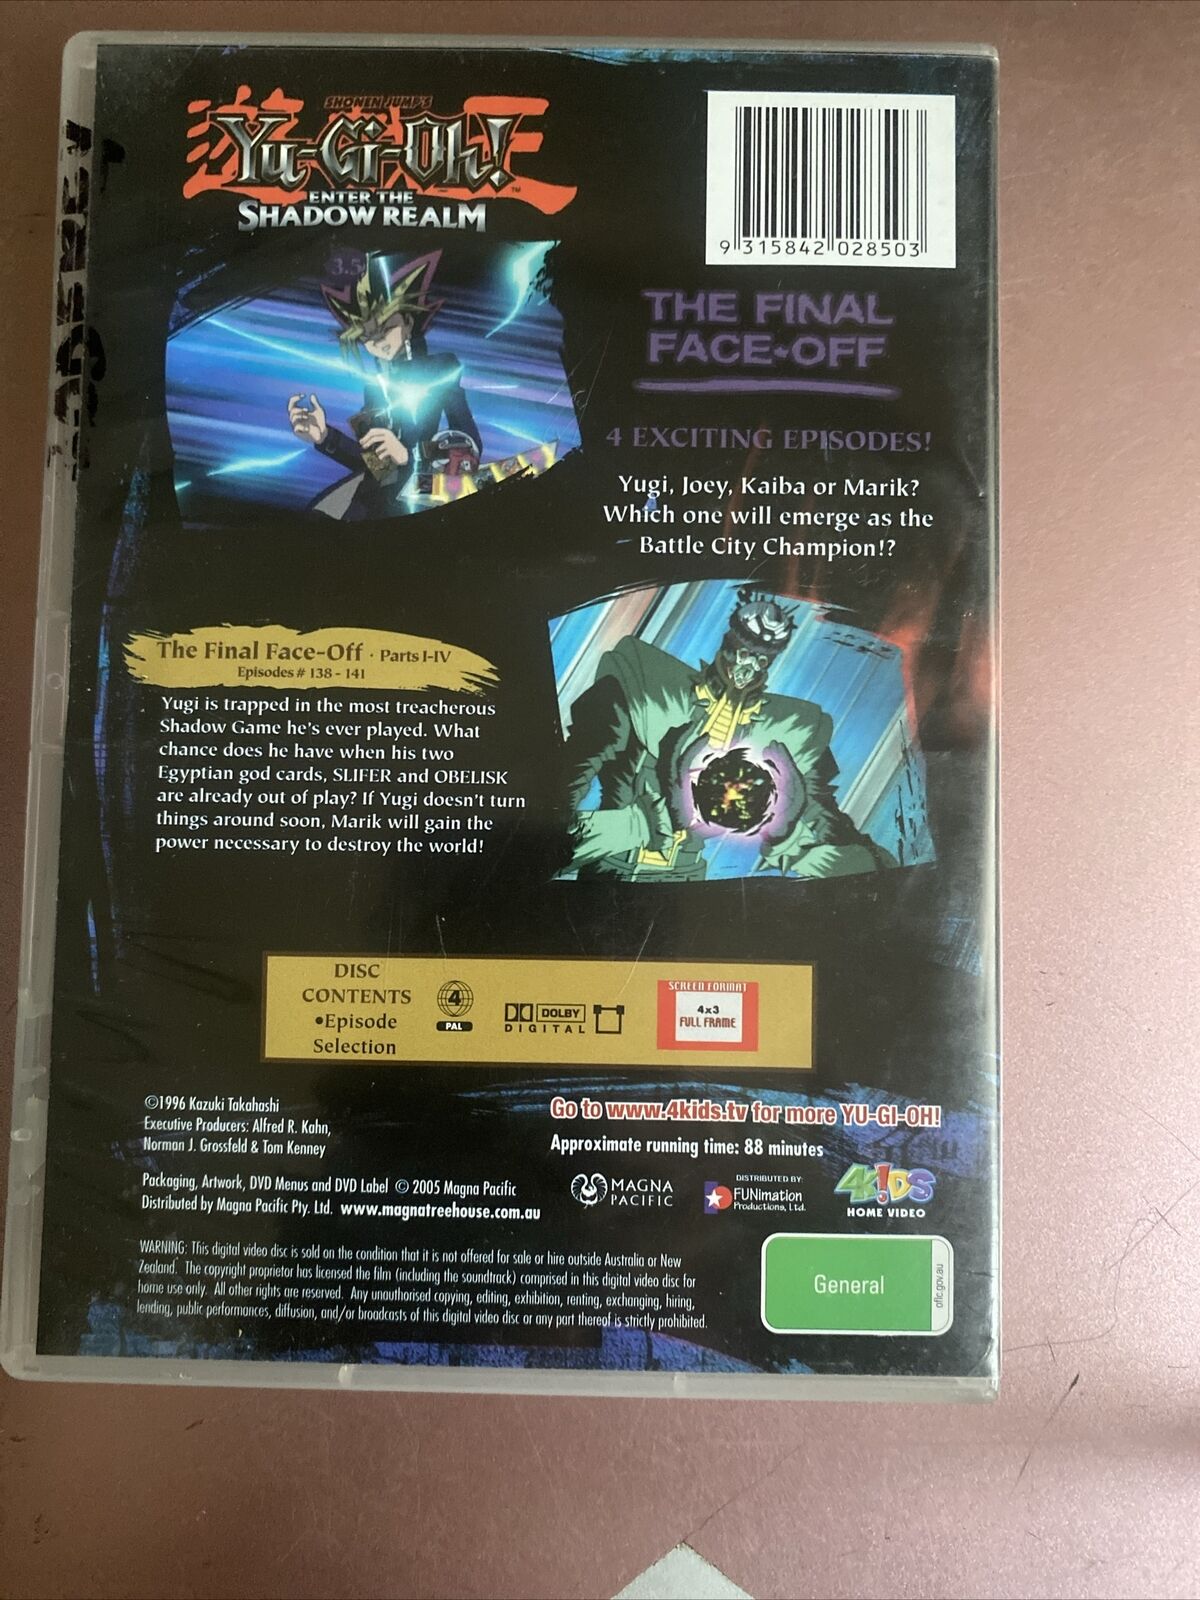 SHONEN JUMP'S
Yu-Gi-Oh!
™
ENTER THE
SHADOW REALM
9 315842 028503
3.5
THE FINAL
FACE-OFF
4 EXCITING EPISODES!
Yugi, Joey, Kaiba or Marik?
Which one will emerge as the
Battle City Champion!?
The Final Face-Off · Parts I-IV
Episodes # 138 - 141
Yugi is trapped in the most treacherous
Shadow Game he's ever played. What
chance does he have when his two
Egyptian god cards, SLIFER and OBELISK
are already out of play? If Yugi doesn't turn
things around soon, Marik will gain the
power necessary to destroy the world!
DISC
CONTENTS
•Episode
Selection
4
PAL
DOLBY
DIGITAL
SCREEN FORMAT
4x3
FULL FRAME
©1996 Kazuki Takahashi
Executive Producers: Alfred R. Kahn,
Norman J. Grossfeld & Tom Kenney
Go to www.4kids.tv for more YU-GI-OH!
Approximate running time: 88 minutes
Packaging, Artwork, DVD Menus and DVD Label © 2005 Magna Pacific
Distributed by Magna Pacific Pty. Ltd. www.magnatreehouse.com.au
MAGNA
PACIFIC
DISTRIBUTED BY:
FUNimation
Productions, Ltd.
4K!DS
HOME VIDEO
WARNING: This digital video disc is sold on the condition that it is not offered for sale or hire outside Australia or New
Zealand. The copyright proprietor has licensed the film (including the soundtrack) comprised in this digital video disc for
home use only. All other rights are reserved. Any unauthorised copying, editing, exhibition, renting, exchanging, hiring,
lending, public performances, diffusion, and/or broadcasts of this digital video disc or any part thereof is strictly prohibited.
General
oflc.gov.au